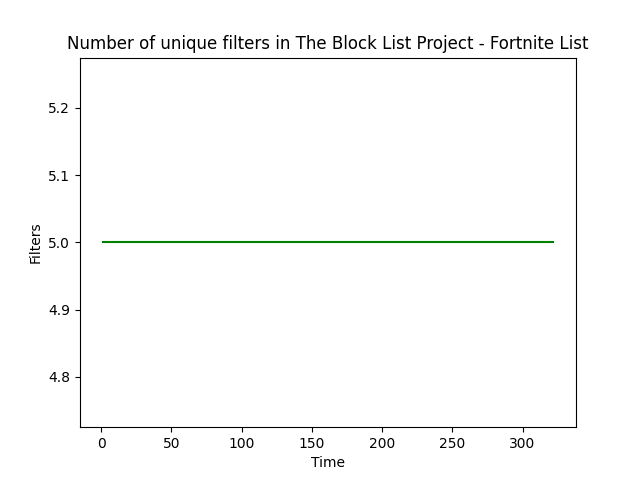 Number of unique filters in The Block List Project - Fortnite List
5.2
5.1
5.0
4.9
4.8
Filters
0 50 100 150 200 250 300
Time